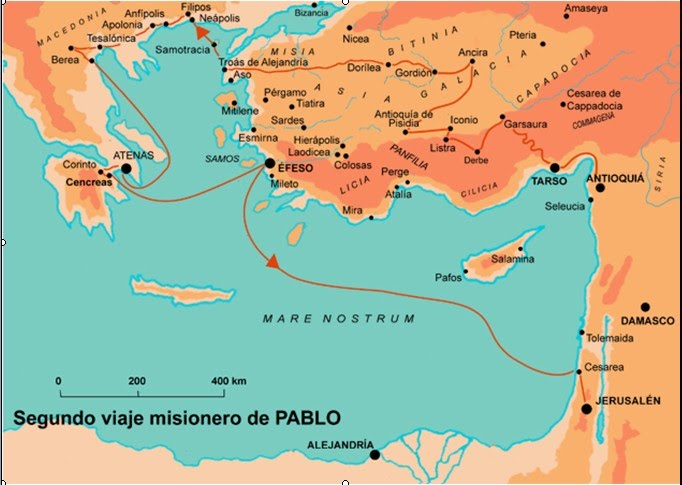 Filipos
Amaseya
Anfípolis
Neápolis
Bizancia
Apolonia
MACEDONIA
Tesalónica
Nicea
BITINIA
Pteria
Samotracia
MISIA
Berea
Troás de Alejandría
Ancira
Dorílea
Gordión
Aso
ASIA
GALACIA
CAPADOCIA
Pérgamo
Cesarea de
Cappadocia
Mitilene
Tiatira
Antioquía de
Pisidia
Sardes
Iconio
Garsaura
COMMAGENA
Esmirna
Hierápolis
Listra
Laodicea
PANFILIA
Derbe
Corinto
ATENAS
SAMOS
ÉFESO
Colosas
Perge
TARSO
ANTIOQUIÁ
SIRIA
Cencreas
Mileto
LICIA
Atalía
CILICIA
Mira
Seleucia
Salamina
Pafos
MARE NOSTRUM
DAMASCO
Tolemaida
Cesarea
0 200 400 km
JERUSALÉN
Segundo viaje misionero de PABLO
ALEJANDRÍA